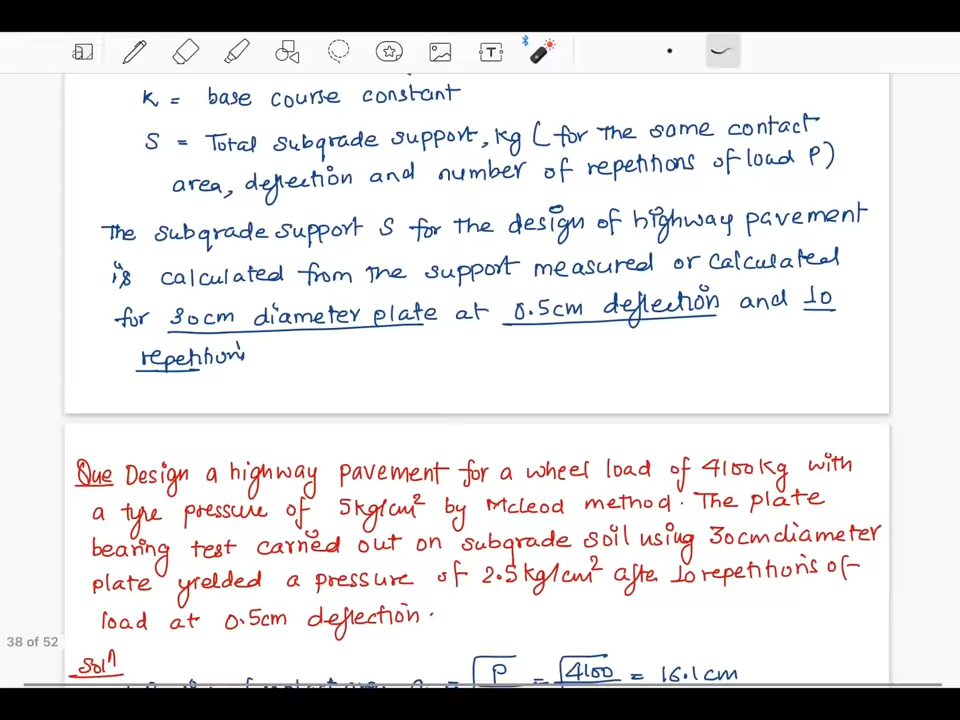 K = base course constant
S = Total subgrade support, kg ( for the same contact
area, deflection and number of repetitions of load P)
The subgrade support S for the design of highway pavement
is calculated from the support measured or calculated
for 30cm diameter plate at 0.5cm deflection and 10
repetition
Que Design a highway pavement for a wheel load of 4100kg with
a tyre pressure of 5kg/cm² by McLeod method. The plate
bearing test carried out on subgrade soil using 30cm diameter
plate yielded a pressure of 2.5kg/cm² after 10 repetitions of
load at 0.5cm deflection.
38 of 52
Solⁿ
√P = √4100 = 16.1cm